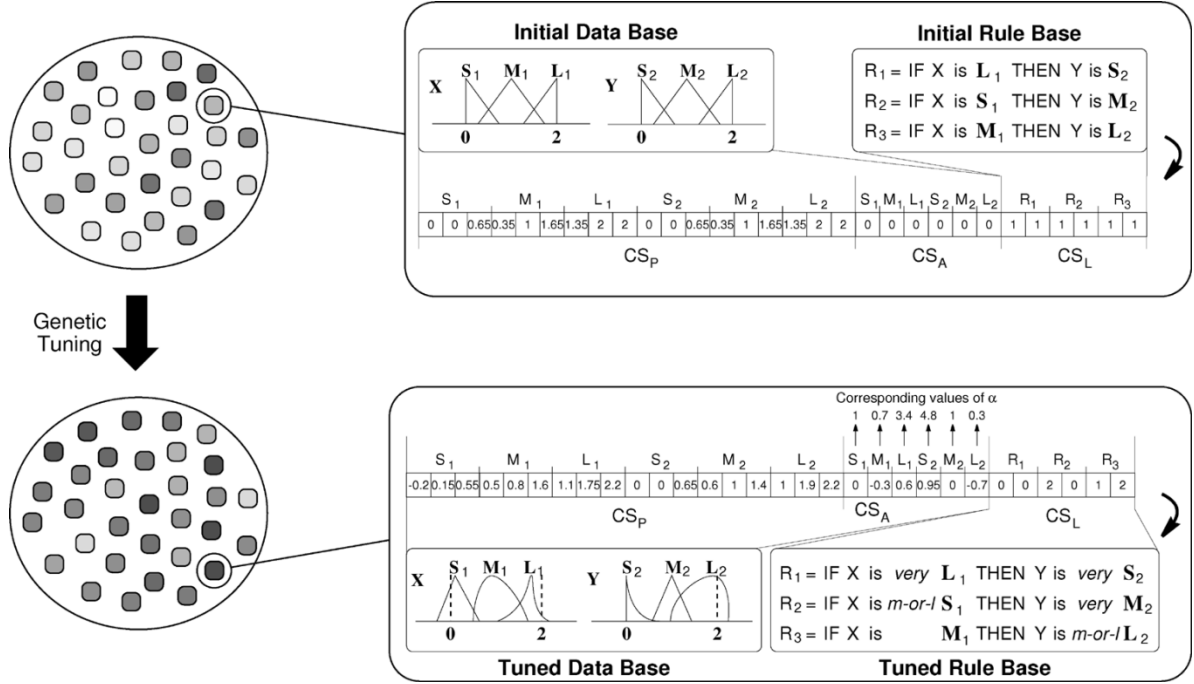 Initial Data Base
Initial Rule Base
X S1 M1 L1
0 2
Y S2 M2 L2
0 2
R1 = IF X is L1 THEN Y is S2
R2 = IF X is S1 THEN Y is M2
R3 = IF X is M1 THEN Y is L2
S1 M1 L1 S2 M2 L2 S1 M1 L1 S2 M2 L2 R1 R2 R3
0 0 0.65 0.35 1 1.65 1.35 2 2 0 0 0.65 0.35 1 1.65 1.35 2 2 0 0 0 0 0 0 1 1 1 1 1 1
CSP CSA CSL
Genetic
Tuning
Corresponding values of α
1 0.7 3.4 4.8 1 0.3
S1 M1 L1 S2 M2 L2 S1 M1 L1 S2 M2 L2 R1 R2 R3
-0.2 0.15 0.55 0.5 0.8 1.6 1.1 1.75 2.2 0 0 0.65 0.6 1 1.4 1 1.9 2.2 0 -0.3 0.6 0.95 0 -0.7 0 0 2 0 1 2
CSP CSA CSL
X S1 M1 L1
0 2
Y S2 M2 L2
0 2
R1 = IF X is very L1 THEN Y is very S2
R2 = IF X is m-or-l S1 THEN Y is very M2
R3 = IF X is M1 THEN Y is m-or-l L2
Tuned Data Base
Tuned Rule Base